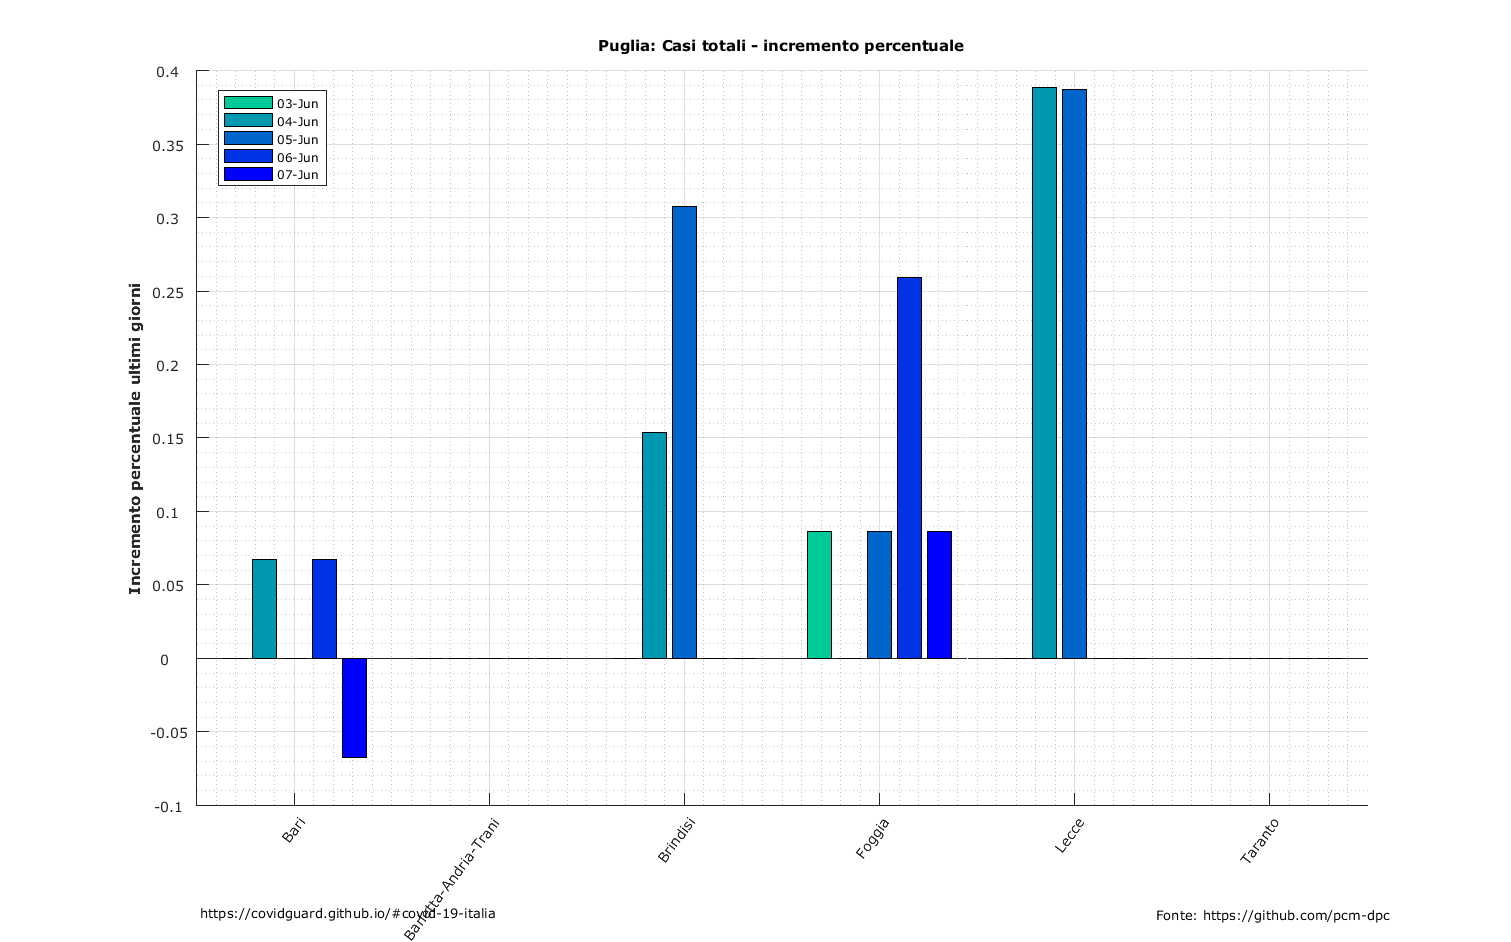 Puglia: Casi totali - incremento percentuale
0.4
0.35
0.3
0.25
0.2
0.15
0.1
0.05
0
-0.05
-0.1
Incremento percentuale ultimi giorni
03-Jun
04-Jun
05-Jun
06-Jun
07-Jun
Bari
Barletta-Andria-Trani
Brindisi
Foggia
Lecce
Taranto
https://covidguard.github.io/#covid-19-italia
Fonte: https://github.com/pcm-dpc